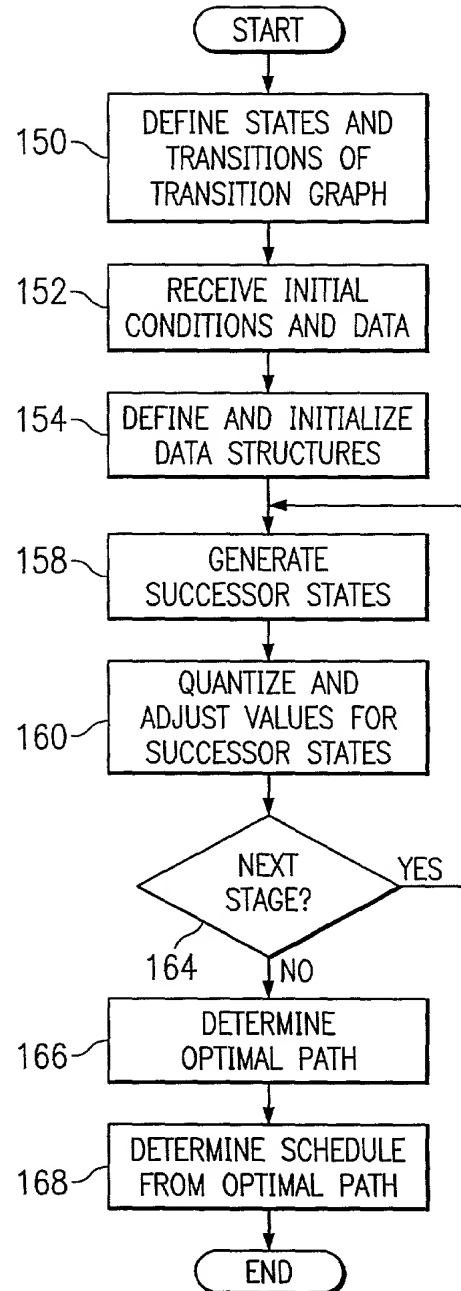 START
150
DEFINE STATES AND
TRANSITIONS OF
TRANSITION GRAPH
152
RECEIVE INITIAL
CONDITIONS AND DATA
154
DEFINE AND INITIALIZE
DATA STRUCTURES
158
GENERATE
SUCCESSOR STATES
160
QUANTIZE AND
ADJUST VALUES FOR
SUCCESSOR STATES
NEXT
STAGE?
YES
164
NO
166
DETERMINE
OPTIMAL PATH
168
DETERMINE SCHEDULE
FROM OPTIMAL PATH
END